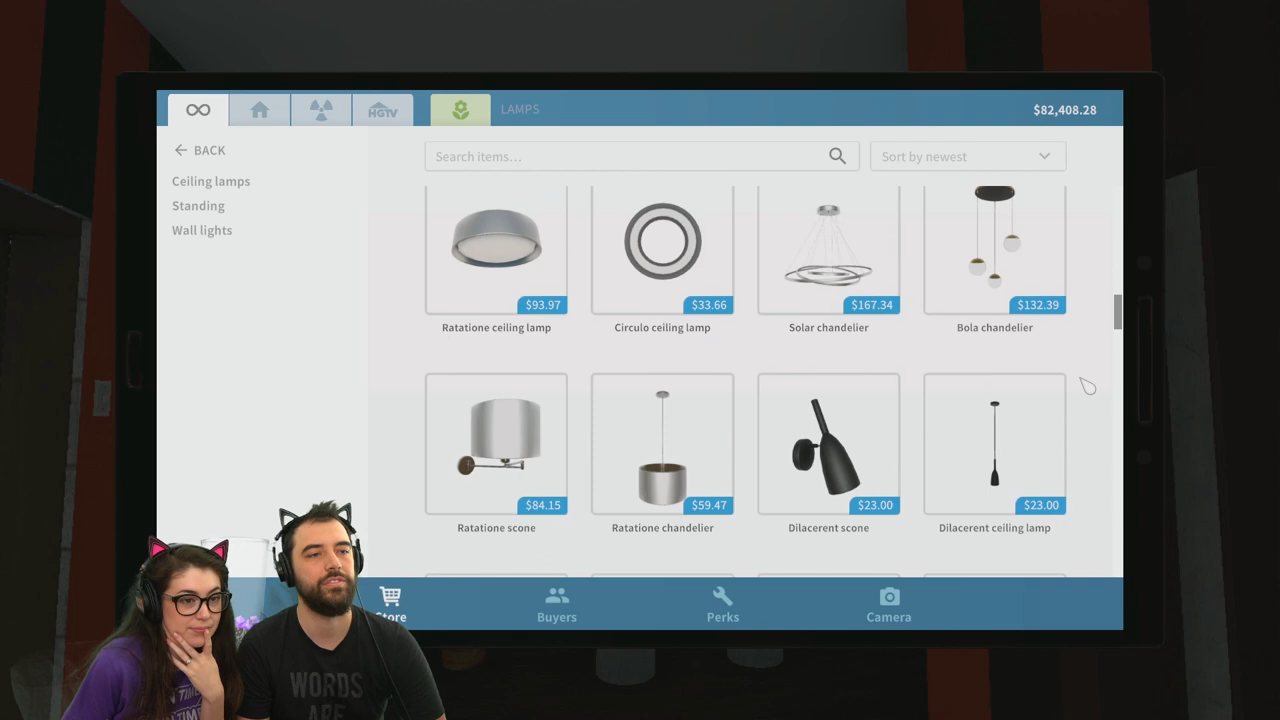 HGTV
LAMPS
$82,408.28
BACK
Search items...
Sort by newest
Ceiling lamps
Standing
Wall lights
$93.97
$33.66
$167.34
$132.39
Ratatione ceiling lamp
Circulo ceiling lamp
Solar chandelier
Bola chandelier
$84.15
$59.47
$23.00
$23.00
Ratatione scone
Ratatione chandelier
Dilacerent scone
Dilacerent ceiling lamp
Store
Buyers
Perks
Camera
WORDS
ARE